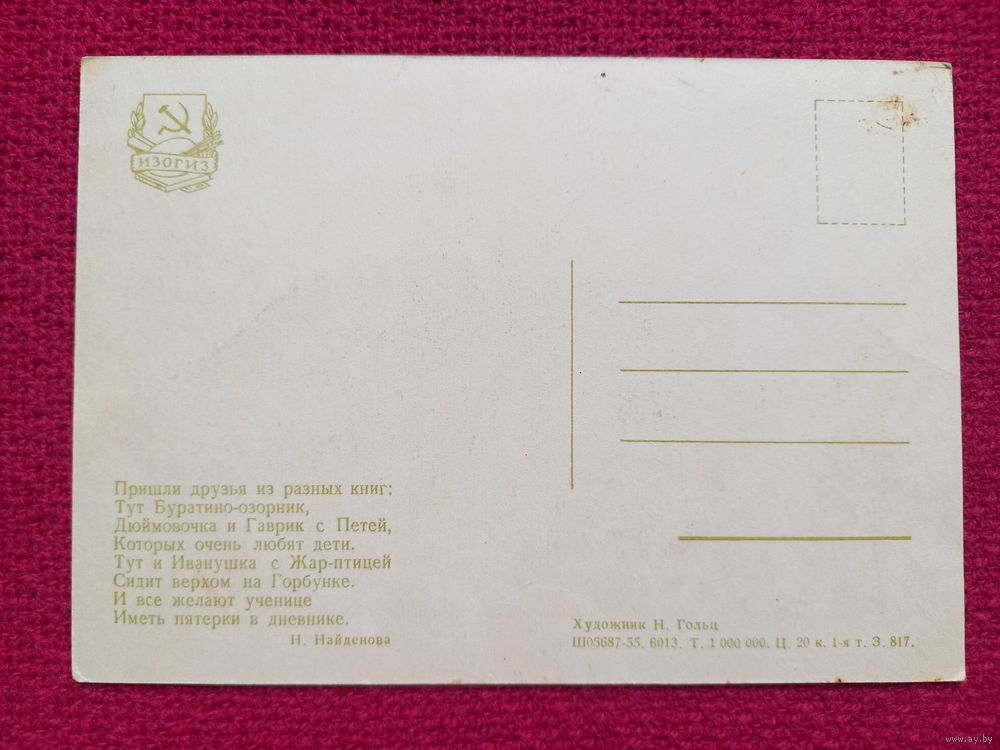 ИЗОГИЗ
Пришли друзья из разных книг:
Тут Буратино-озорник,
Дюймовочка и Гаврик с Петей,
Которых очень любят дети.
Тут и Иванушка с Жар-птицей
Сидит верхом на Горбунке.
И все желают ученице
Иметь пятерки в дневнике.
Н. Найденова
Художник Н. Гольц
Ш05687-55. 6013. Т. 1 000 000. Ц. 20 к. 1-я т. З. 817.
www.ay.by